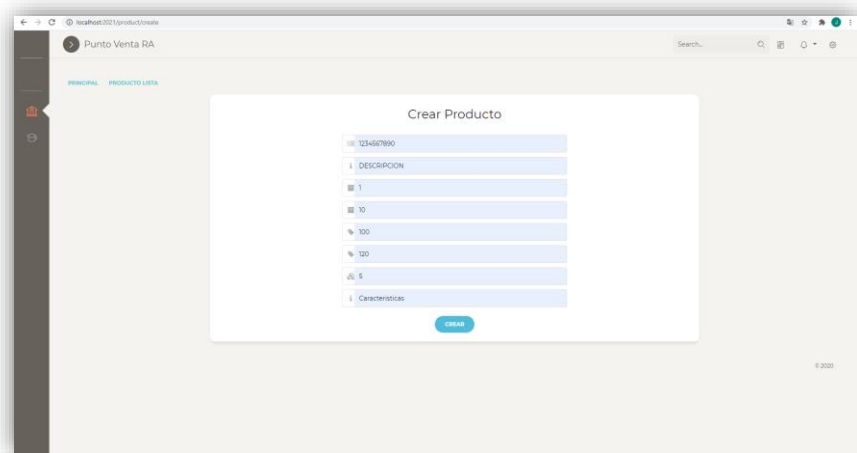 localhost:2021/product/create
Punto Venta RA
Search...
PRINCIPAL PRODUCTO LISTA
Crear Producto
1234567890
DESCRIPCION
1
10
100
120
5
Caracteristicas
CREAR
© 2020